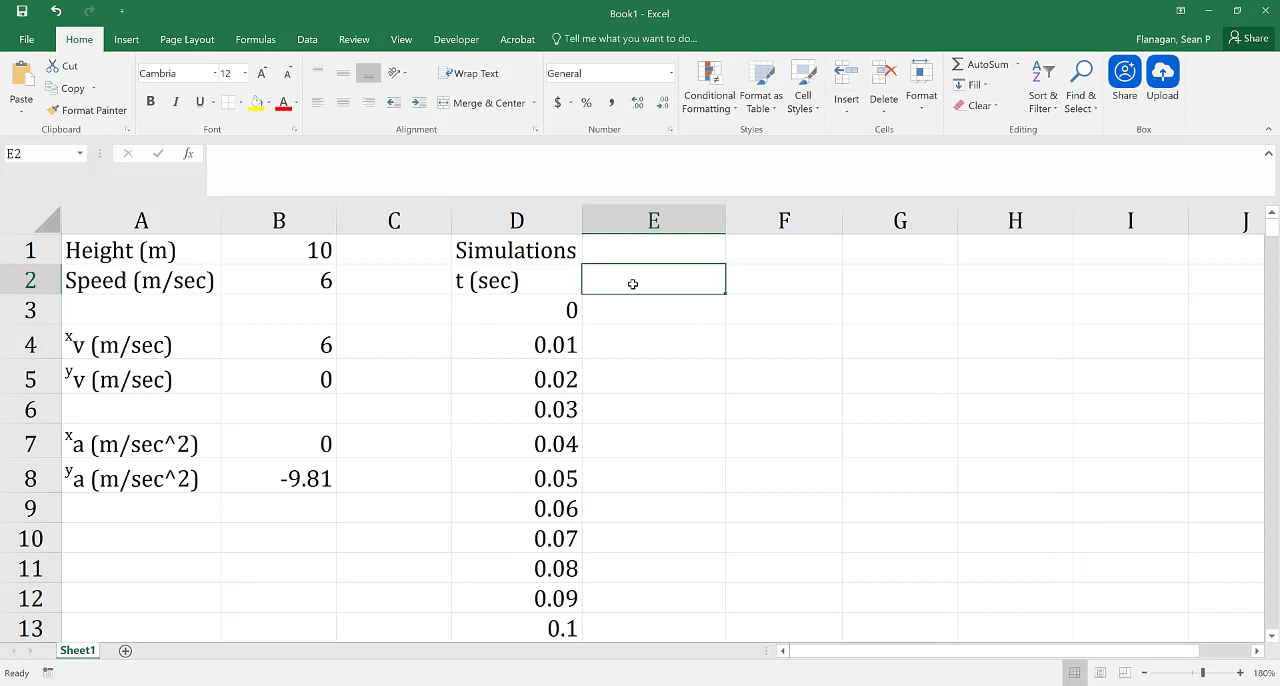 Book1 - Excel
File Home Insert Page Layout Formulas Data Review View Developer Acrobat Tell me what you want to do... Flanagan, Sean P Share
Paste Cut Copy Format Painter
Clipboard
Cambria 12 A A
B I U A
Font
Wrap Text
Merge & Center
Alignment
General
$ % ,
Number
Conditional Formatting Format as Table Cell Styles
Styles
Insert Delete Format
Cells
AutoSum
Fill
Clear
Sort & Filter Find & Select
Editing
Share Upload
Box
E2 fx
A B C D E F G H I J
1 Height (m) 10 Simulations
2 Speed (m/sec) 6 t (sec)
3 0
4 xv (m/sec) 6 0.01
5 yv (m/sec) 0 0.02
6 0.03
7 xa (m/sec^2) 0 0.04
8 ya (m/sec^2) -9.81 0.05
9 0.06
10 0.07
11 0.08
12 0.09
13 0.1
Sheet1
Ready 180%